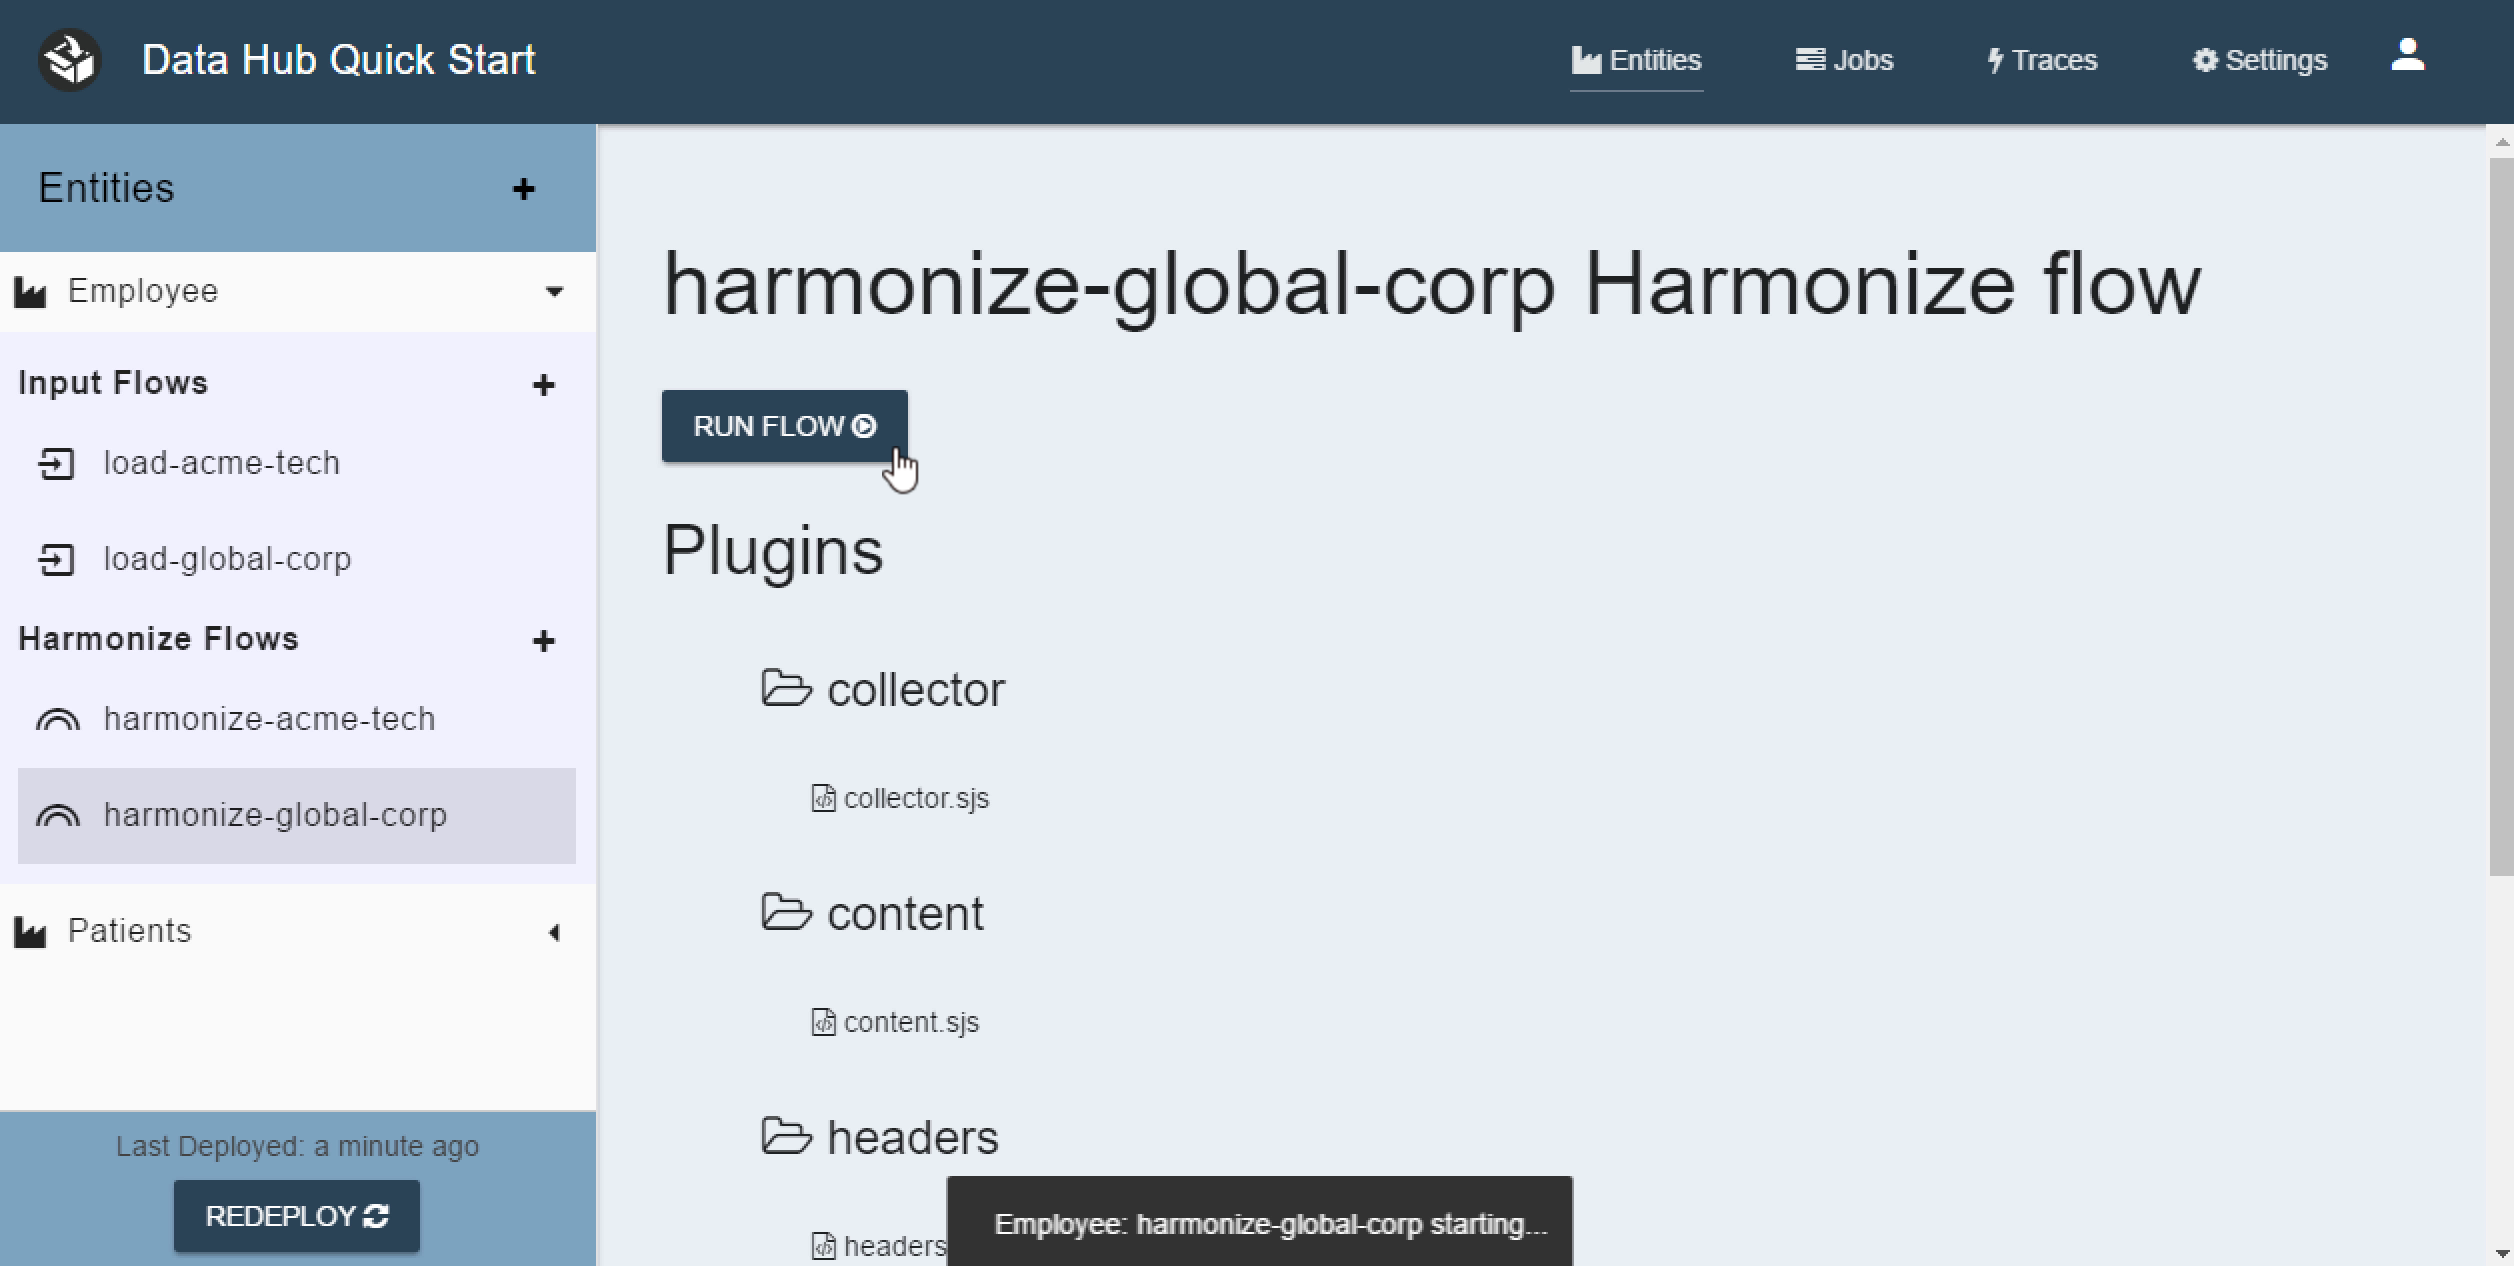 Data Hub Quick Start
Entities
Jobs
Traces
Settings
Entities
Employee
Input Flows
load-acme-tech
load-global-corp
Harmonize Flows
harmonize-acme-tech
harmonize-global-corp
Patients
Last Deployed: a minute ago
REDEPLOY
harmonize-global-corp Harmonize flow
RUN FLOW
Plugins
collector
collector.sjs
content
content.sjs
headers
headers
Employee: harmonize-global-corp starting...